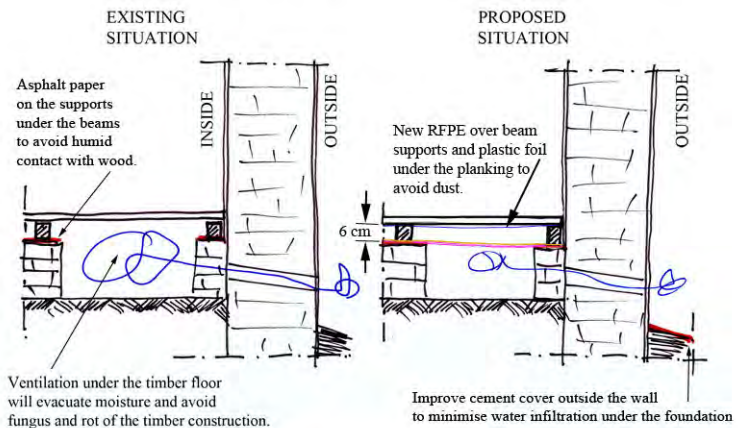 EXISTING
SITUATION
Asphalt paper
on the supports
under the beams
to avoid humid
contact with wood.
INSIDE
OUTSIDE
Ventilation under the timber floor
will evacuate moisture and avoid
fungus and rot of the timber construction.
PROPOSED
SITUATION
OUTSIDE
New RFPE over beam
supports and plastic foil
under the planking to
avoid dust.
6 cm
Improve cement cover outside the wall
to minimise water infiltration under the foundation